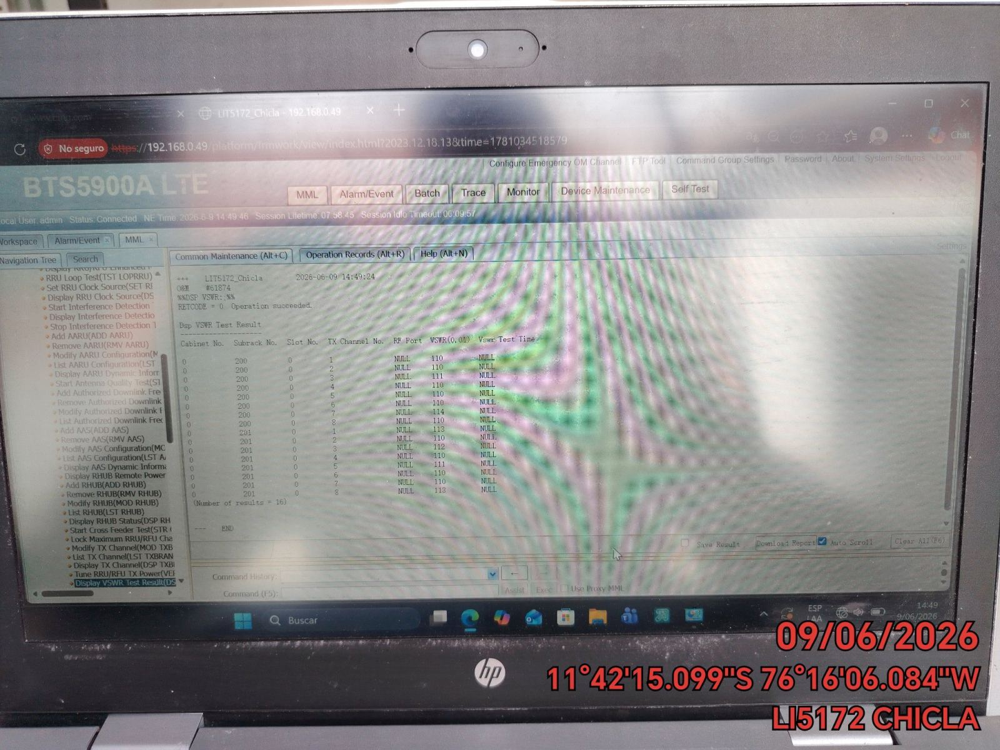 www.bing.com
LIT5172_Chicla - 192.168.0.49
No seguro https://192.168.0.49/platform/frmwork/view/index.html?2023.12.18.13&time=1781034518579
Chat
Configure Emergency OM Channel | FTP Tool | Command Group Settings | Password | About | System Settings | Logout
BTS5900A LTE
MML Alarm/Event Batch Trace Monitor Device Maintenance Self Test
ocal User: admin Status: Connected NE Time: 2026-6-9 14:49:46 Session Lifetime: 07:58:45 Session Idle Timeout: 00:09:57
Workspace Alarm/Event MML
Settings
Navigation Tree Search
Common Maintenance (Alt+C) Operation Records (Alt+R) Help (Alt+N)
RRU Loop Test(TST LOPRRU)
Set RRU Clock Source(SET RI
Display RRU Clock Source(DS
Start Interference Detection
Display Interference Detectio
Stop Interference Detection T
Add AARU(ADD AARU)
Remove AARU(RMV AARU)
Modify AARU Configuration(M
List AARU Configuration(LST
Display AARU Dynamic Inform
Start Antenna Quality Test(ST
Add Authorized Downlink Fre
Remove Authorized Downlink
Modify Authorized Downlink F
List Authorized Downlink Frec
Add AAS(ADD AAS)
Remove AAS(RMV AAS)
Modify AAS Configuration(MC
List AAS Configuration(LST A
Display AAS Dynamic Informa
Display RHUB Remote Power
Add RHUB(ADD RHUB)
Remove RHUB(RMV RHUB)
Modify RHUB(MOD RHUB)
List RHUB(LST RHUB)
Display RHUB Status(DSP RH
Start Cross Feeder Test(STR
Lock Maximum RRU/RFU Cha
Modify TX Channel(MOD TXB
List TX Channel(LST TXBRAN
Display TX Channel(DSP TXBI
Tune RRU/RFU TX Power(VEF
Display VSWR Test Result(DS
+++ LIT5172_Chicla 2026-06-09 14:49:24
O&M #61874
%%DSP VSWR:;%%
RETCODE = 0 Operation succeeded.
Dsp VSWR Test Result
--------------------
Cabinet No. Subrack No. Slot No. TX Channel No. RF Port VSWR(0.01) Vswr Test Time
0 200 0 1 NULL 110 NULL
0 200 0 2 NULL 110 NULL
0 200 0 3 NULL 111 NULL
0 200 0 4 NULL 110 NULL
0 200 0 5 NULL 110 NULL
0 200 0 6 NULL 110 NULL
0 200 0 7 NULL 114 NULL
0 200 0 8 NULL 110 NULL
0 201 0 1 NULL 113 NULL
0 201 0 2 NULL 110 NULL
0 201 0 3 NULL 112 NULL
0 201 0 4 NULL 110 NULL
0 201 0 5 NULL 111 NULL
0 201 0 6 NULL 110 NULL
0 201 0 7 NULL 110 NULL
0 201 0 8 NULL 113 NULL
(Number of results = 16)
--- END
Save Result Download Report Auto Scroll Clear All(F6)
Command History:
Command (F5): Assist Exec Use Proxy MML
Buscar
ESP
LAA
14:49
9/06/2026
hp
09/06/2026
11°42'15.099"S 76°16'06.084"W
LI5172 CHICLA